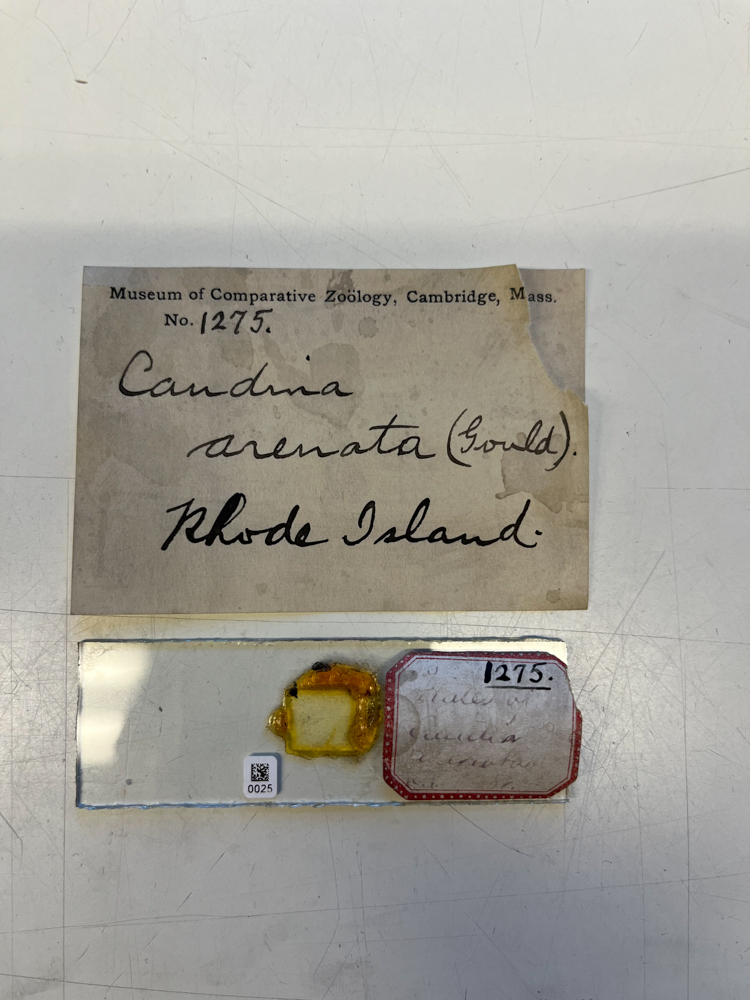 Museum of Comparative Zoölogy, Cambridge, Mass.
No. 1275.
Caudina
arenata (Gould).
Rhode Island.
1275.
0025